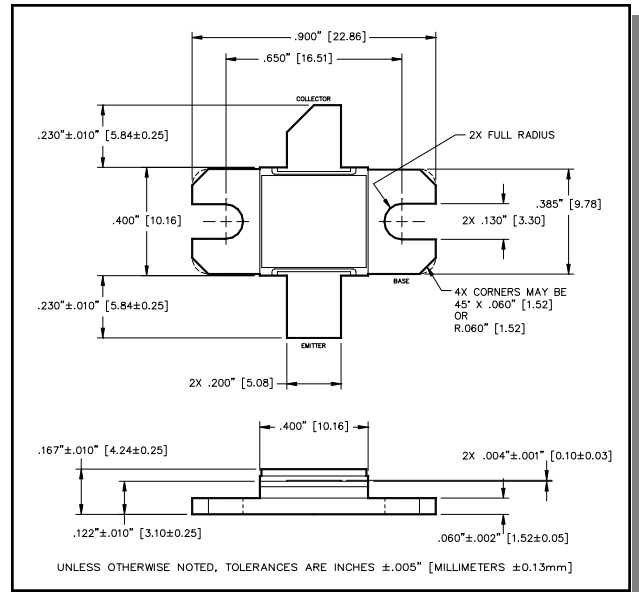 .900” [22.86]
.650” [16.51]
COLLECTOR
.230”±.010” [5.84±0.25]
2X FULL RADIUS
.385” [9.78]
.400” [10.16]
2X .130” [3.30]
BASE
.230”±.010” [5.84±0.25]
4X CORNERS MAY BE
45° X .060” [1.52]
OR
R.060” [1.52]
EMITTER
2X .200” [5.08]
.400” [10.16]
.167”±.010” [4.24±0.25]
2X .004”±.001” [0.10±0.03]
.122”±.010” [3.10±0.25]
.060”±.002” [1.52±0.05]
UNLESS OTHERWISE NOTED, TOLERANCES ARE INCHES ±.005” [MILLIMETERS ±0.13mm]